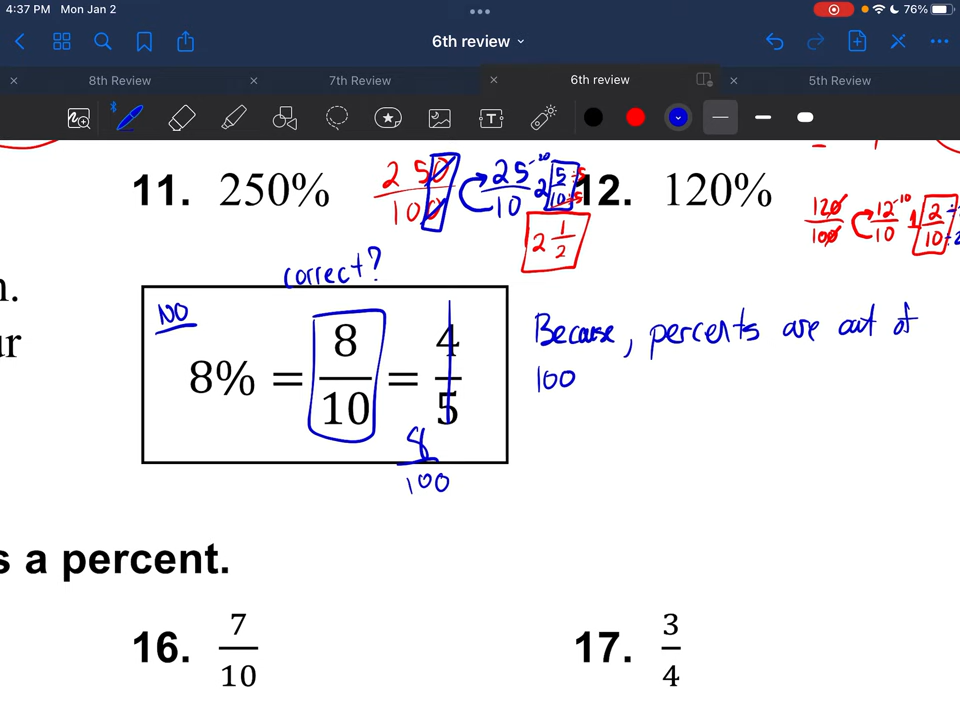 4:37 PM Mon Jan 2
76%
6th review
8th Review
7th Review
6th review
5th Review
11. 250%
250
100
25
10
2 5
10
2 1
2
12. 120%
120
100
12
10
1 2
10
correct?
NO
8% = 8/10 = 4/5
8
100
Because, percents are out of
100
n.
ur
s a percent.
16. 7/10
17. 3/4